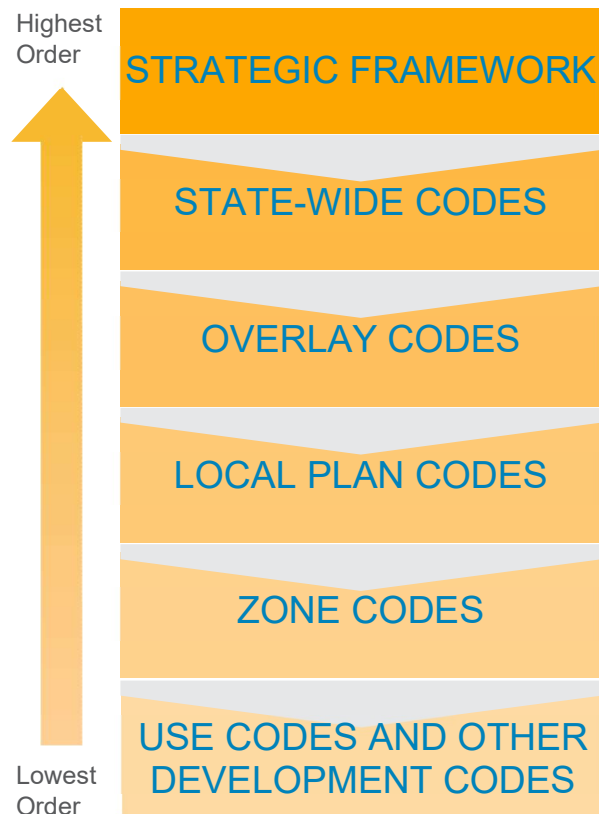 Highest
Order
STRATEGIC FRAMEWORK
STATE-WIDE CODES
OVERLAY CODES
LOCAL PLAN CODES
ZONE CODES
USE CODES AND OTHER
DEVELOPMENT CODES
Lowest
Order